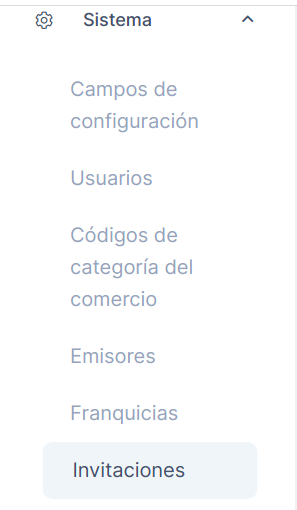 Sistema
Campos de
configuración
Usuarios
Códigos de
categoría del
comercio
Emisores
Franquicias
Invitaciones